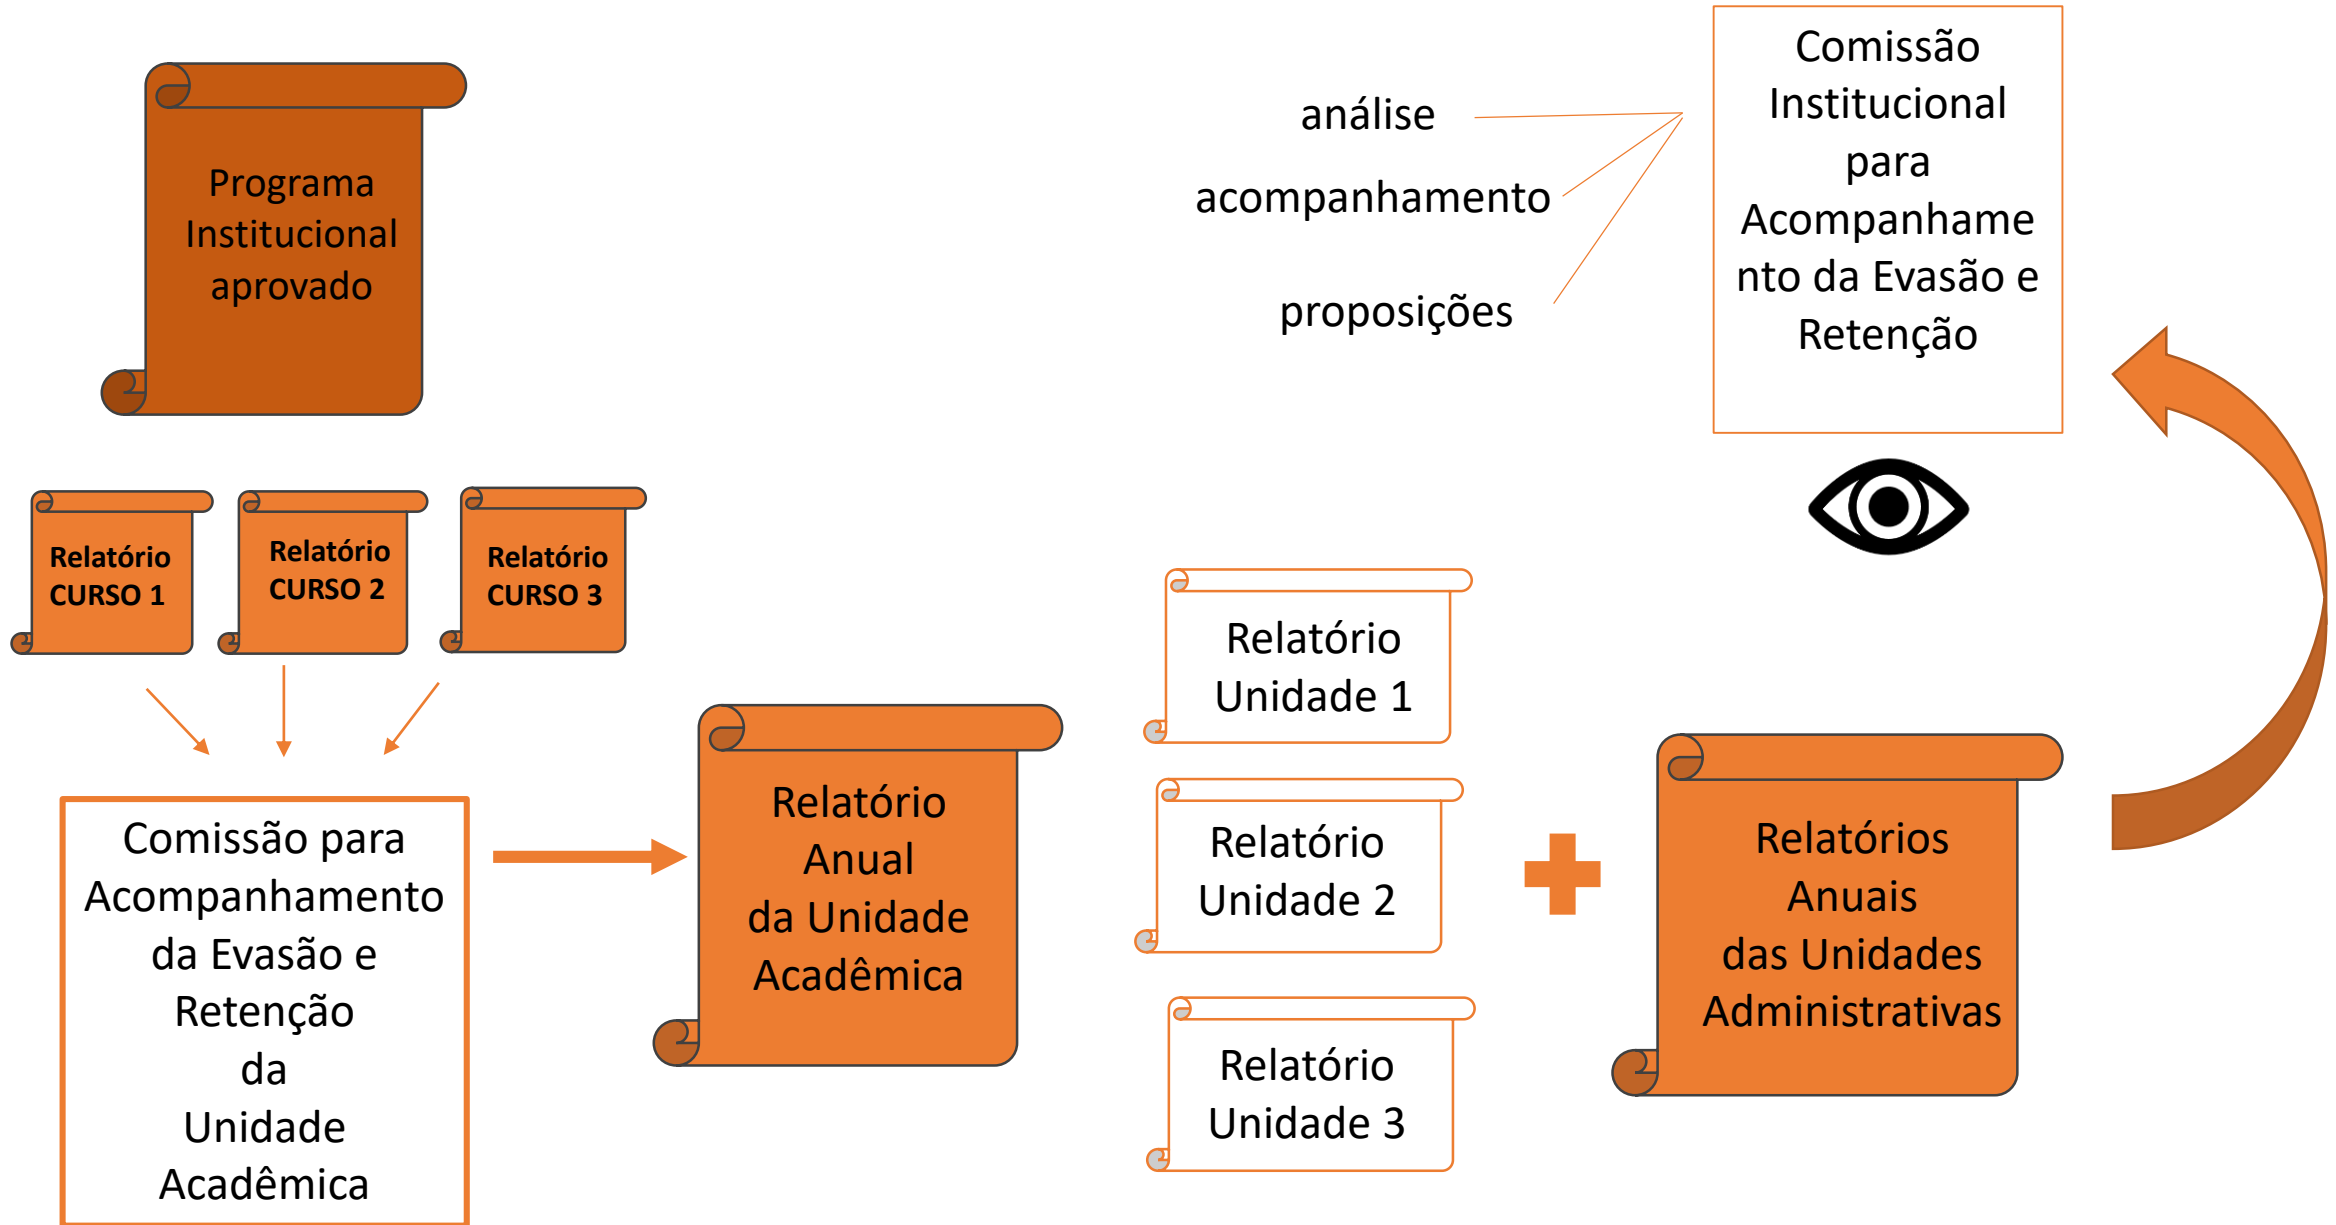 Programa
Institucional
aprovado
análise
acompanhamento
proposições
Comissão
Institucional
para
Acompanhame
nto da Evasão e
Retenção
Relatório
CURSO 1
Relatório
CURSO 2
Relatório
CURSO 3
Comissão para
Acompanhamento
da Evasão e
Retenção
da
Unidade
Acadêmica
Relatório
Anual
da Unidade
Acadêmica
Relatório
Unidade 1
Relatório
Unidade 2
Relatório
Unidade 3
Relatórios
Anuais
das Unidades
Administrativas